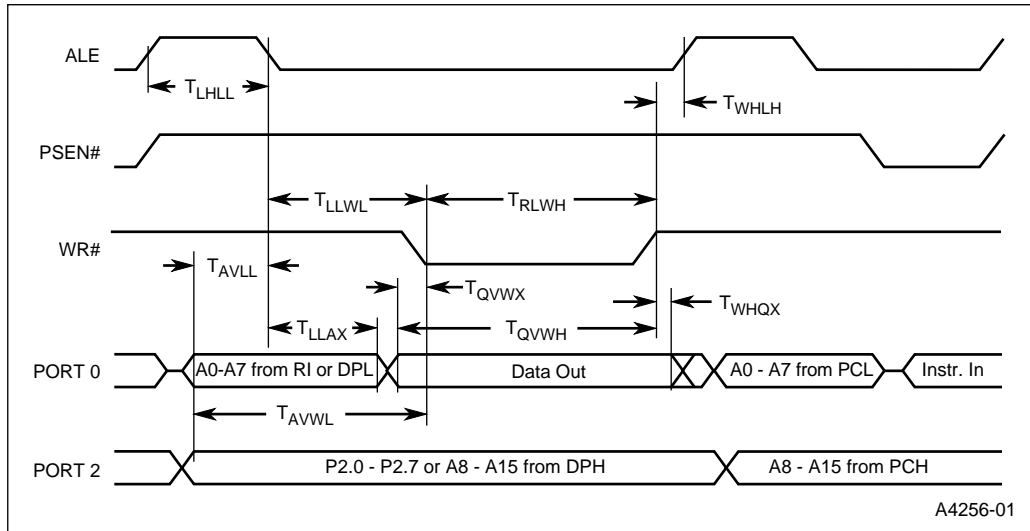 ALE
T_LHLL
T_WHLH
PSEN#
T_LLWL
T_RLWH
WR#
T_AVLL
T_QVWX
T_WHQX
T_LLAX
T_QVWH
PORT 0
A0-A7 from RI or DPL
Data Out
A0 - A7 from PCL
Instr. In
T_AVWL
PORT 2
P2.0 - P2.7 or A8 - A15 from DPH
A8 - A15 from PCH
A4256-01